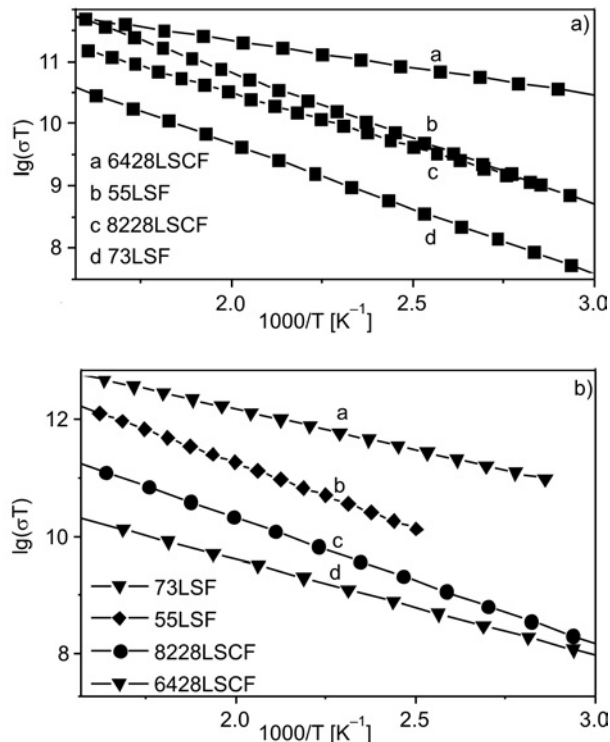 a)
11
a
10
b
a 6428LSCF
c
b 55LSF
9
c 8228LSCF
d 73LSF
d
8
lg(σT)
2.0
2.5
3.0
1000/T [K⁻¹]
b)
12
a
b
c
10
d
73LSF
55LSF
8228LSCF
8
6428LSCF
lg(σT)
2.0
2.5
3.0
1000/T [K⁻¹]